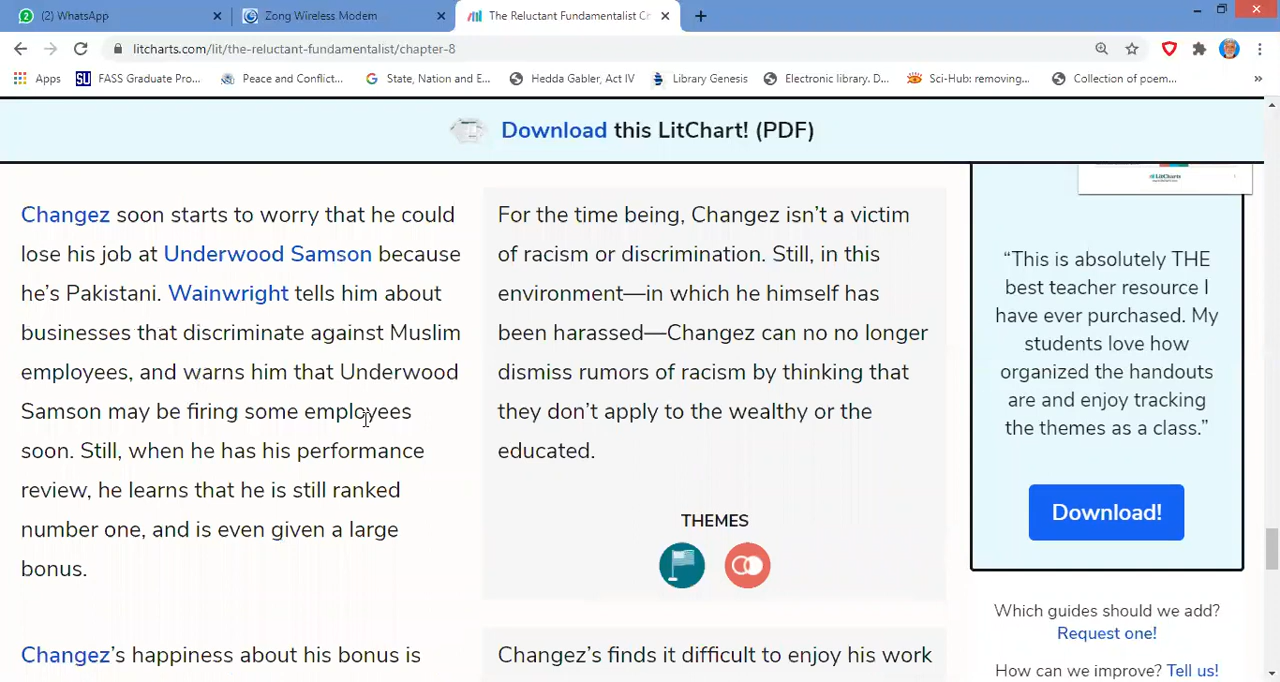 (2) WhatsApp
Zong Wireless Modem
The Reluctant Fundamentalist Ch
litcharts.com/lit/the-reluctant-fundamentalist/chapter-8
Apps
FASS Graduate Pro...
Peace and Conflict...
State, Nation and E...
Hedda Gabler, Act IV
Library Genesis
Electronic library. D...
Sci-Hub: removing...
Collection of poem...
»
Download this LitChart! (PDF)
Changez soon starts to worry that he could
lose his job at Underwood Samson because
he's Pakistani. Wainwright tells him about
businesses that discriminate against Muslim
employees, and warns him that Underwood
Samson may be firing some employees
soon. Still, when he has his performance
review, he learns that he is still ranked
number one, and is even given a large
bonus.
Changez's happiness about his bonus is
For the time being, Changez isn't a victim
of racism or discrimination. Still, in this
environment—in which he himself has
been harassed—Changez can no no longer
dismiss rumors of racism by thinking that
they don't apply to the wealthy or the
educated.
THEMES
Changez's finds it difficult to enjoy his work
LitCharts
“This is absolutely THE
best teacher resource I
have ever purchased. My
students love how
organized the handouts
are and enjoy tracking
the themes as a class.”
Download!
Which guides should we add?
Request one!
How can we improve? Tell us!